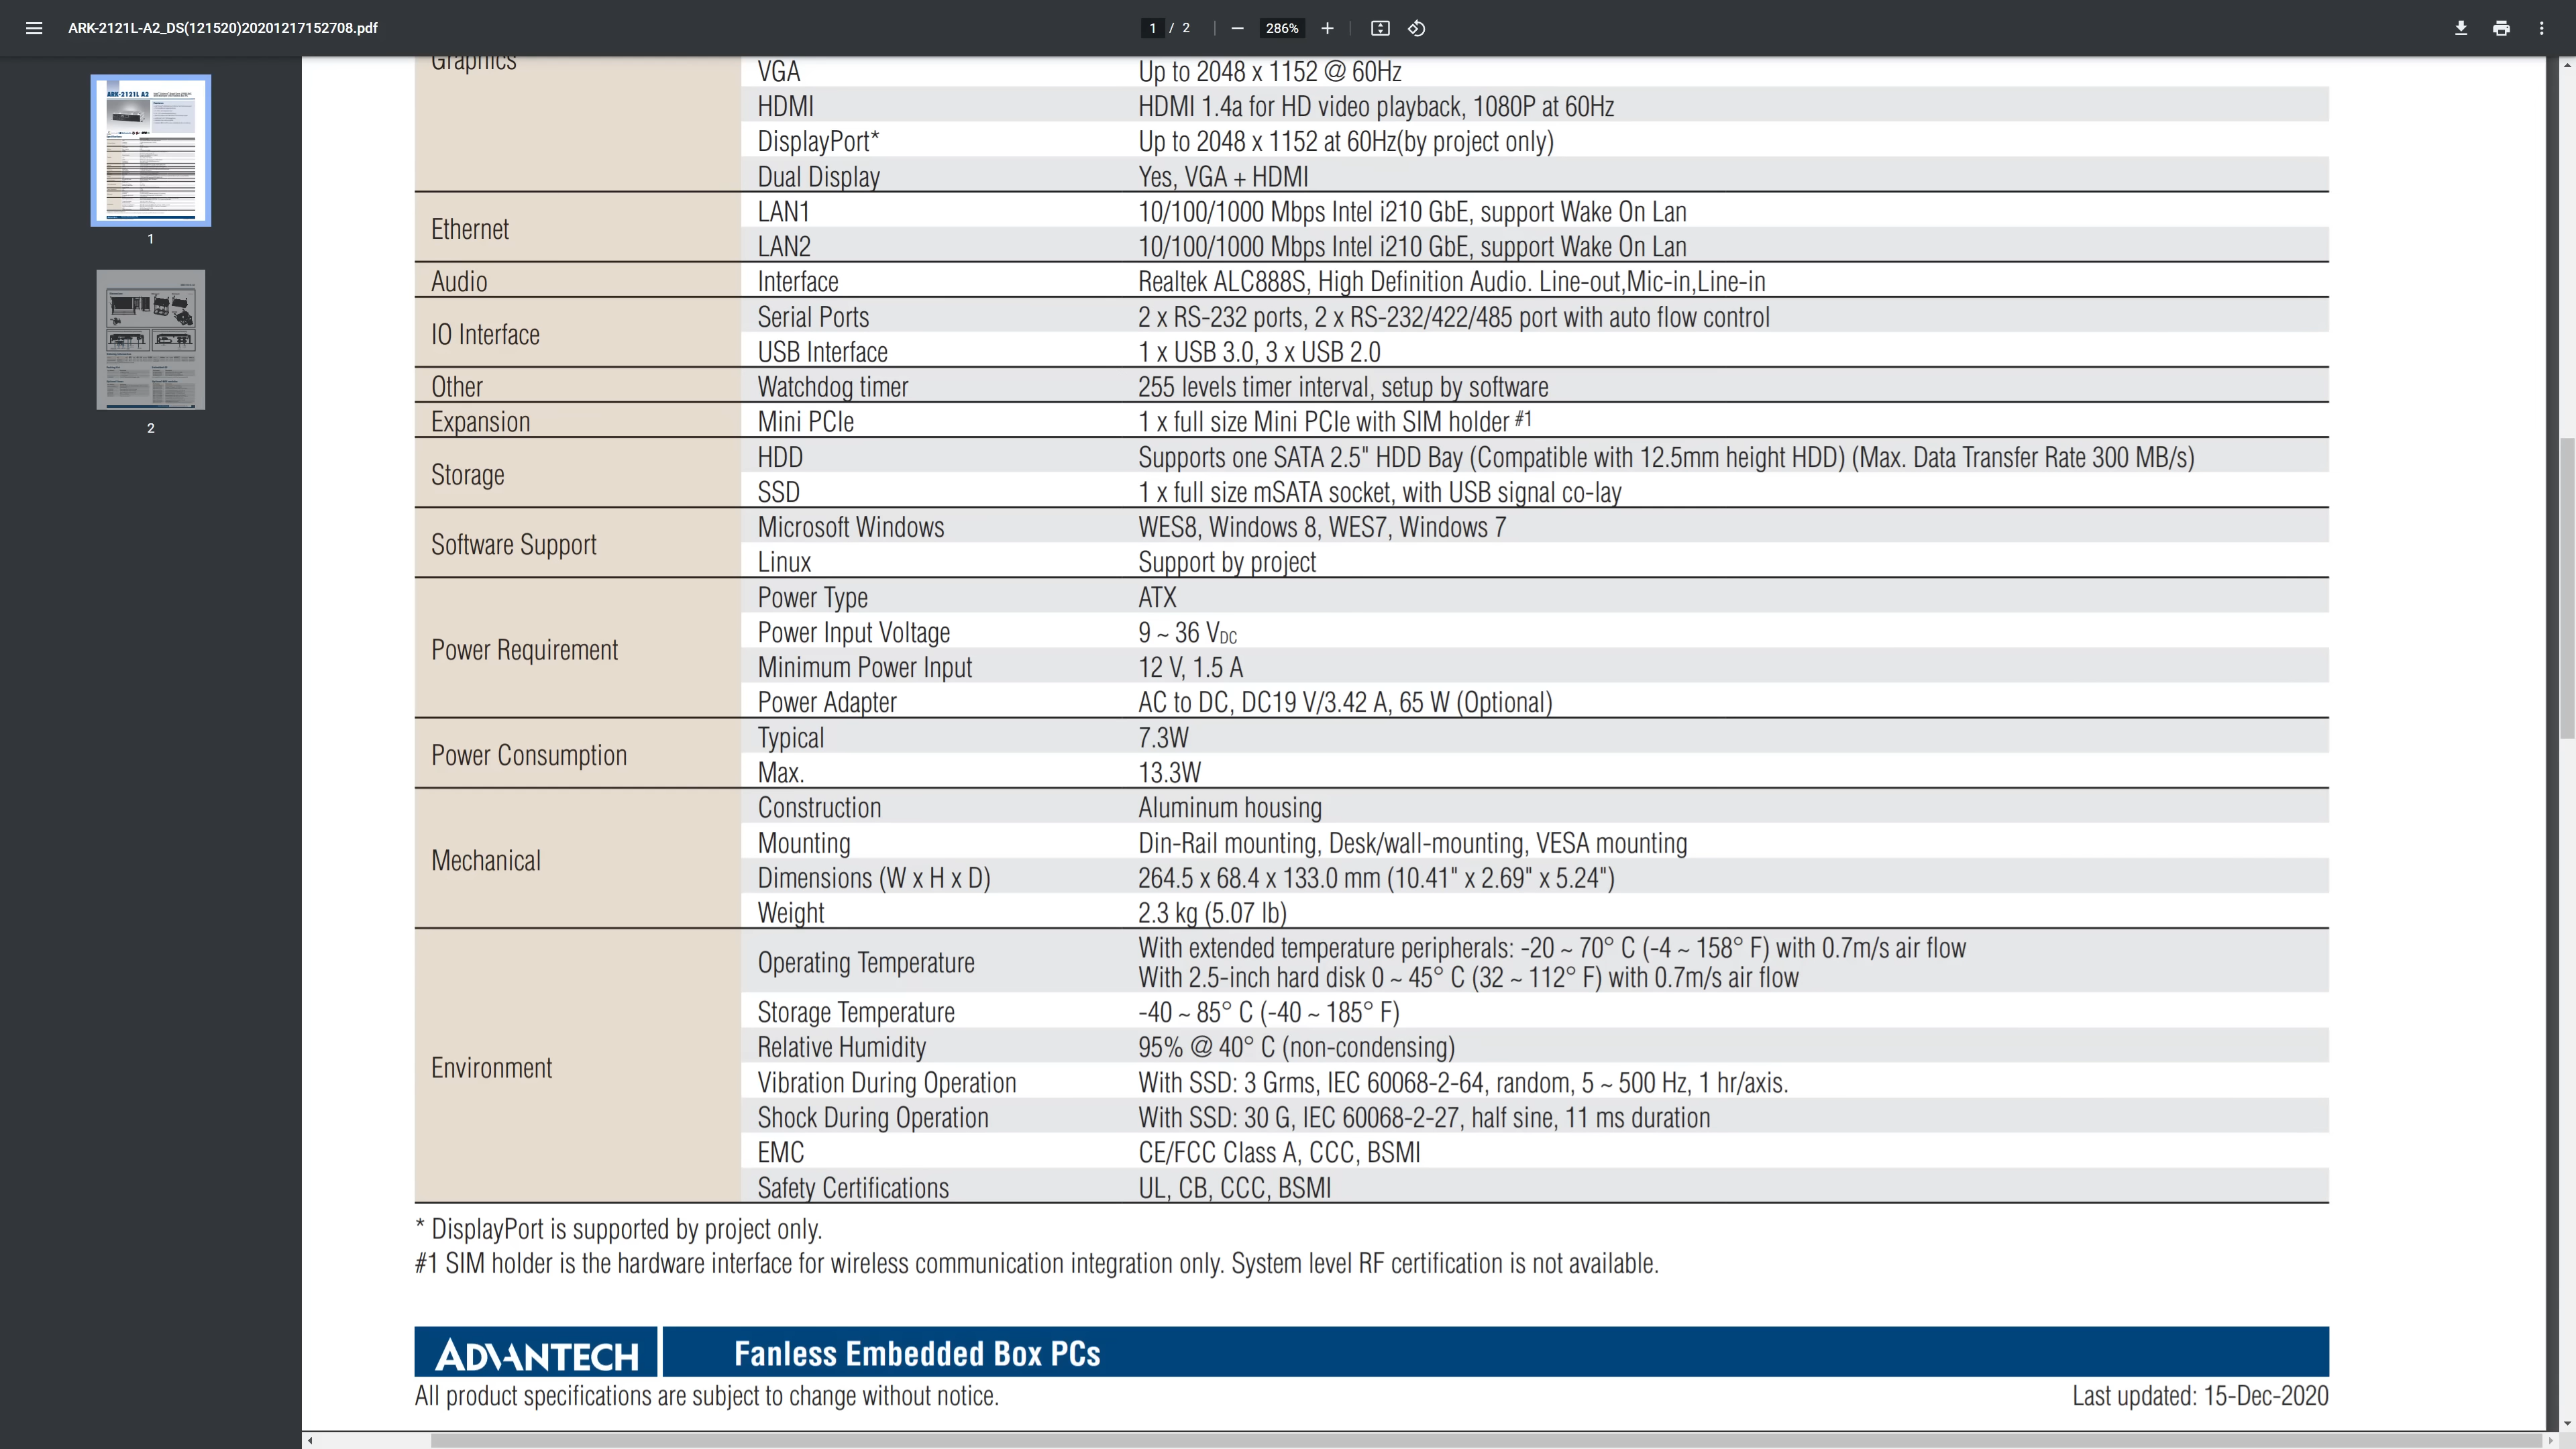 ARK-2121L-A2_DS(121520)20201217152708.pdf
1 / 2
286%
1
2
Graphics
VGA Up to 2048 x 1152 @ 60Hz
HDMI HDMI 1.4a for HD video playback, 1080P at 60Hz
DisplayPort* Up to 2048 x 1152 at 60Hz(by project only)
Dual Display Yes, VGA + HDMI
Ethernet
LAN1 10/100/1000 Mbps Intel i210 GbE, support Wake On Lan
LAN2 10/100/1000 Mbps Intel i210 GbE, support Wake On Lan
Audio Interface Realtek ALC888S, High Definition Audio. Line-out,Mic-in,Line-in
IO Interface
Serial Ports 2 x RS-232 ports, 2 x RS-232/422/485 port with auto flow control
USB Interface 1 x USB 3.0, 3 x USB 2.0
Other Watchdog timer 255 levels timer interval, setup by software
Expansion Mini PCIe 1 x full size Mini PCIe with SIM holder #1
Storage
HDD Supports one SATA 2.5" HDD Bay (Compatible with 12.5mm height HDD) (Max. Data Transfer Rate 300 MB/s)
SSD 1 x full size mSATA socket, with USB signal co-lay
Software Support
Microsoft Windows WES8, Windows 8, WES7, Windows 7
Linux Support by project
Power Requirement
Power Type ATX
Power Input Voltage 9 ~ 36 VDC
Minimum Power Input 12 V, 1.5 A
Power Adapter AC to DC, DC19 V/3.42 A, 65 W (Optional)
Power Consumption
Typical 7.3W
Max. 13.3W
Mechanical
Construction Aluminum housing
Mounting Din-Rail mounting, Desk/wall-mounting, VESA mounting
Dimensions (W x H x D) 264.5 x 68.4 x 133.0 mm (10.41" x 2.69" x 5.24")
Weight 2.3 kg (5.07 lb)
Environment
Operating Temperature With extended temperature peripherals: -20 ~ 70° C (-4 ~ 158° F) with 0.7m/s air flow
With 2.5-inch hard disk 0 ~ 45° C (32 ~ 112° F) with 0.7m/s air flow
Storage Temperature -40 ~ 85° C (-40 ~ 185° F)
Relative Humidity 95% @ 40° C (non-condensing)
Vibration During Operation With SSD: 3 Grms, IEC 60068-2-64, random, 5 ~ 500 Hz, 1 hr/axis.
Shock During Operation With SSD: 30 G, IEC 60068-2-27, half sine, 11 ms duration
EMC CE/FCC Class A, CCC, BSMI
Safety Certifications UL, CB, CCC, BSMI
* DisplayPort is supported by project only.
#1 SIM holder is the hardware interface for wireless communication integration only. System level RF certification is not available.
ADVANTECH Fanless Embedded Box PCs
All product specifications are subject to change without notice. Last updated: 15-Dec-2020